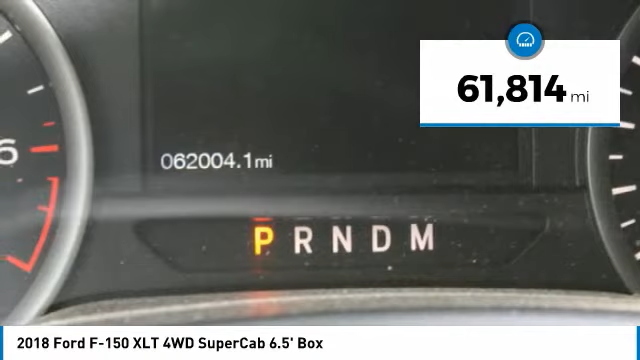 61,814 mi
6
062004.1mi
P R N D M
2018 Ford F-150 XLT 4WD SuperCab 6.5' Box